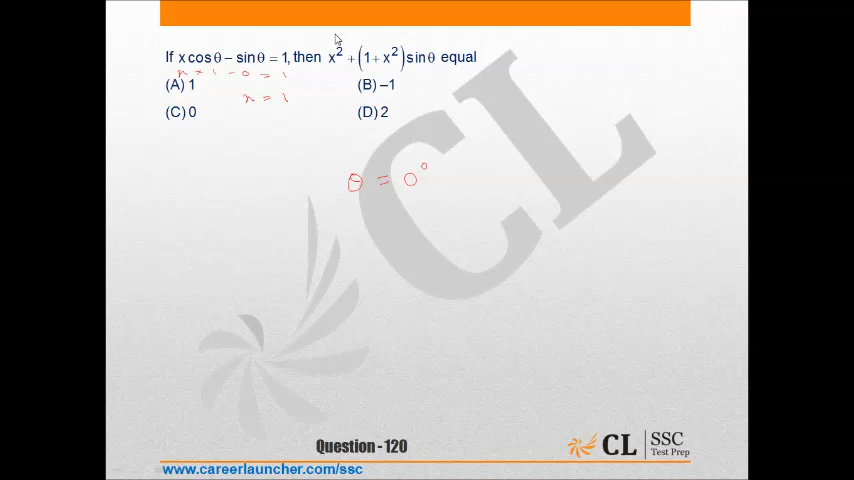 If x cos θ – sin θ = 1, then x² + (1 + x²) sin θ equal
x × 1 - 0 = 1
(A) 1 (B) –1
x = 1
(C) 0 (D) 2
θ = 0°
CL
Question - 120
CL SSC Test Prep
www.careerlauncher.com/ssc